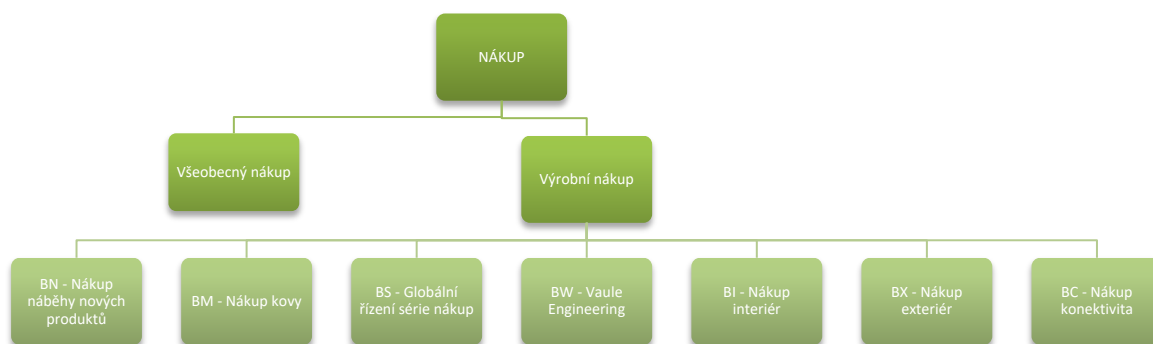 NÁKUP
Všeobecný nákup
Výrobní nákup
BN - Nákup
náběhy nových
produktů
BM - Nákup kovy
BS - Globální
řízení série nákup
BW - Vaule
Engineering
BI - Nákup
interiér
BX - Nákup
exteriér
BC - Nákup
konektivita